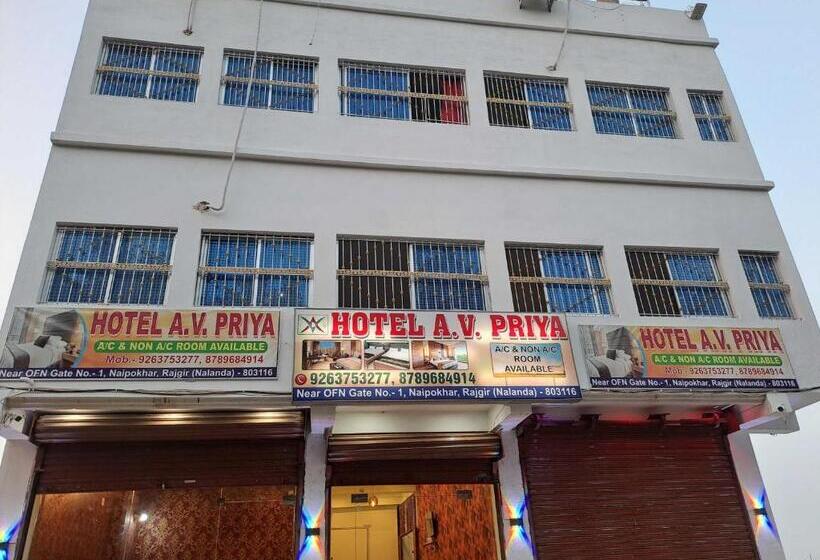 HOTEL A.V. PRIYA
A/C & NON A/C ROOM AVAILABLE
Mob.- 9263753277, 8789684914
Near OFN Gate No.- 1, Naipokhar, Rajgir (Nalanda) - 803116
HOTEL A.V. PRIYA
A/C & NON A/C
ROOM
AVAILABLE
9263753277, 8789684914
Near OFN Gate No.- 1, Naipokhar, Rajgir (Nalanda) - 803116
HOTEL A.V. PRIYA
A/C & NON A/C ROOM AVAILABLE
Mob.- 9263753277, 8789684914
Near OFN Gate No.- 1, Naipokhar, Rajgir (Nalanda) - 803116